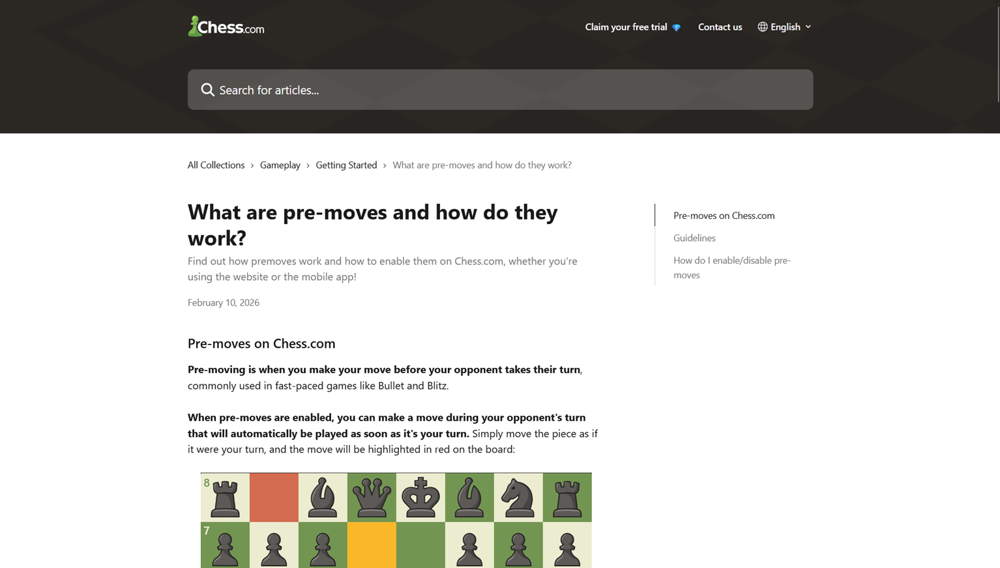 Chess.com
Claim your free trial 💎
Contact us
English
Search for articles...
All Collections > Gameplay > Getting Started > What are pre-moves and how do they work?
What are pre-moves and how do they
work?
Find out how premoves work and how to enable them on Chess.com, whether you're
using the website or the mobile app!
February 10, 2026
Pre-moves on Chess.com
Guidelines
How do I enable/disable pre-
moves
Pre-moves on Chess.com
Pre-moving is when you make your move before your opponent takes their turn,
commonly used in fast-paced games like Bullet and Blitz.
When pre-moves are enabled, you can make a move during your opponent's turn
that will automatically be played as soon as it's your turn. Simply move the piece as if
it were your turn, and the move will be highlighted in red on the board:
8
7